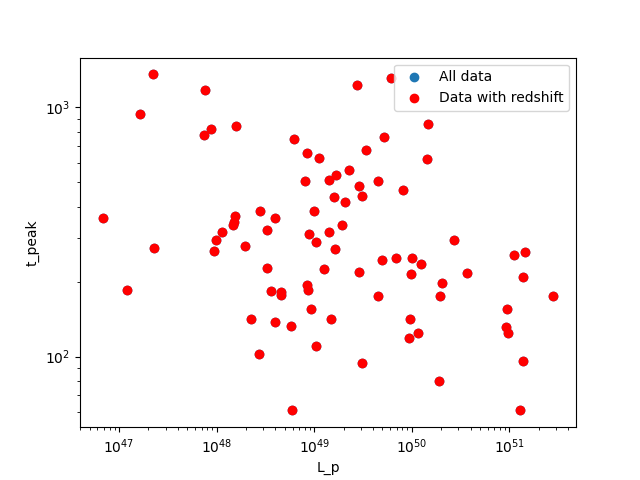 All data
Data with redshift
10³
10²
t_peak
10⁴⁷
10⁴⁸
10⁴⁹
10⁵⁰
10⁵¹
L_p